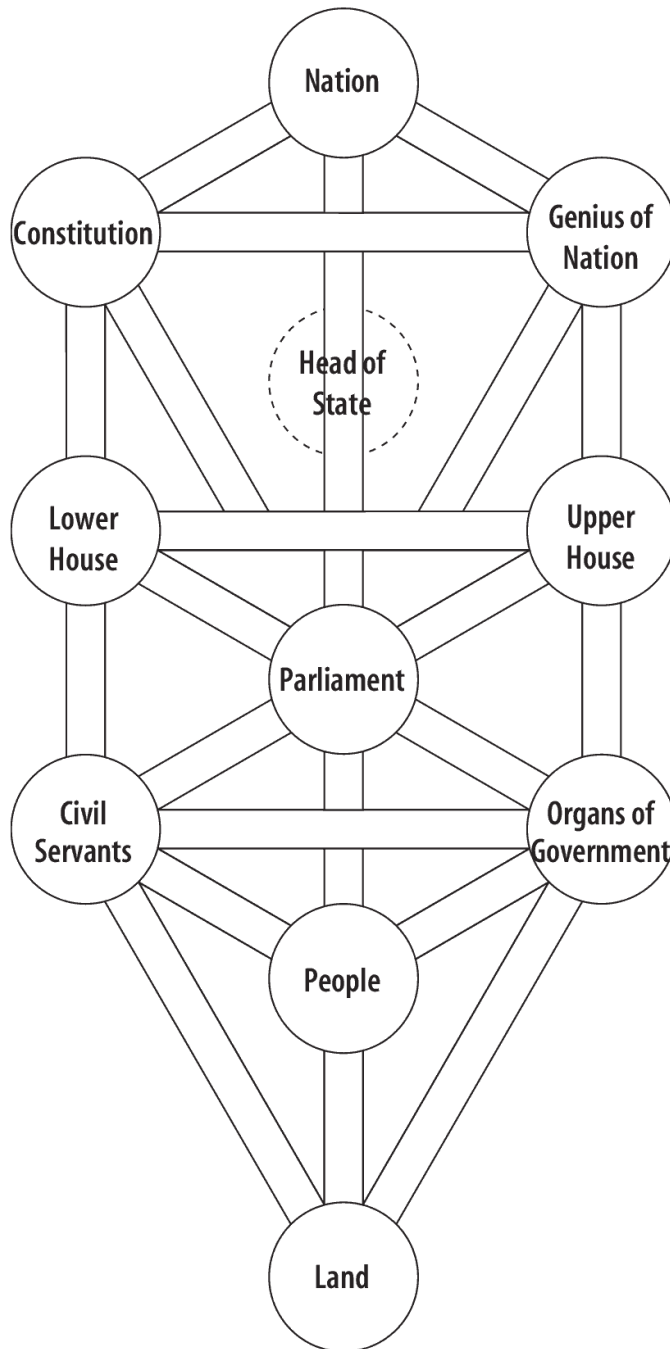 Nation
Constitution
Genius of
Nation
Head of
State
Lower
House
Upper
House
Parliament
Civil
Servants
Organs of
Government
People
Land